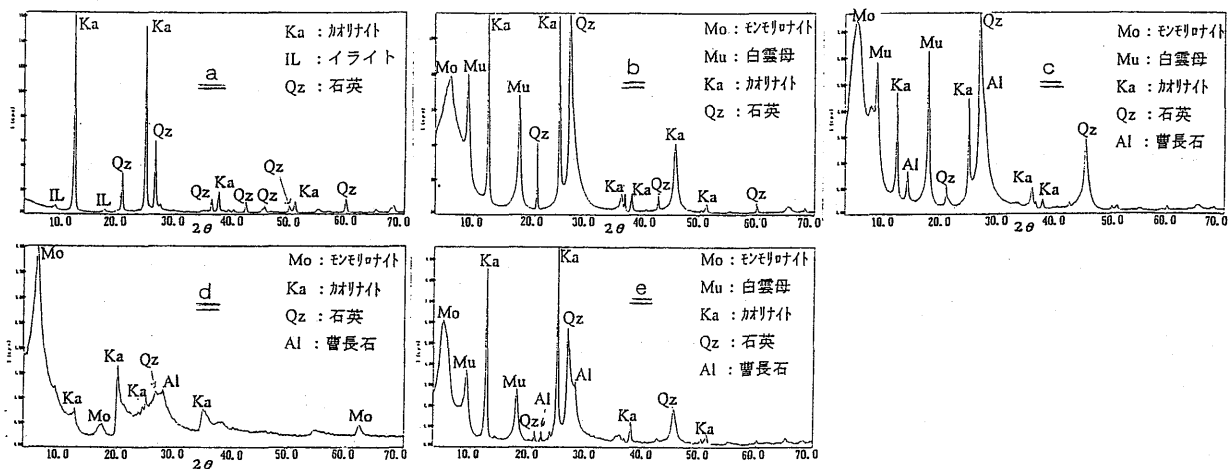 Ka Ka
Ka : カオリナイト
IL : イライト
Qz : 石英
a
Qz
Qz
IL IL
Qz Ka Qz Qz Qz Ka Qz
10.0 20.0 30.0 40.0 50.0 60.0 70.0
2θ
Ka Ka Qz
Mo : モンモリロナイト
Mu : 白雲母
Ka : カオリナイト
Qz : 石英
b
Mo Mu
Mu
Qz
Ka
Ka Ka Qz Ka Qz
10.0 20.0 30.0 40.0 50.0 60.0 70.0
2θ
Mo
Qz
Mo : モンモリロナイト
Mu : 白雲母
Ka : カオリナイト
Qz : 石英
Al : 曹長石
c
Mu Mu
Ka Ka Al
Al Qz
Qz
Ka Ka
10.0 20.0 30.0 40.0 50.0 60.0 70.0
2θ
Mo
Mo : モンモリロナイト
Ka : カオリナイト
Qz : 石英
Al : 曹長石
d
Ka Qz
Ka Al
Ka Mo Ka Mo
10.0 20.0 30.0 40.0 50.0 60.0 70.0
2θ
Ka Ka
Mo : モンモリロナイト
Mu : 白雲母
Ka : カオリナイト
Qz : 石英
Al : 曹長石
e
Mo
Qz
Mu Mu
Al
Al
Qz
Qz
Ka Ka
10.0 20.0 30.0 40.0 50.0 60.0 70.0
2θ